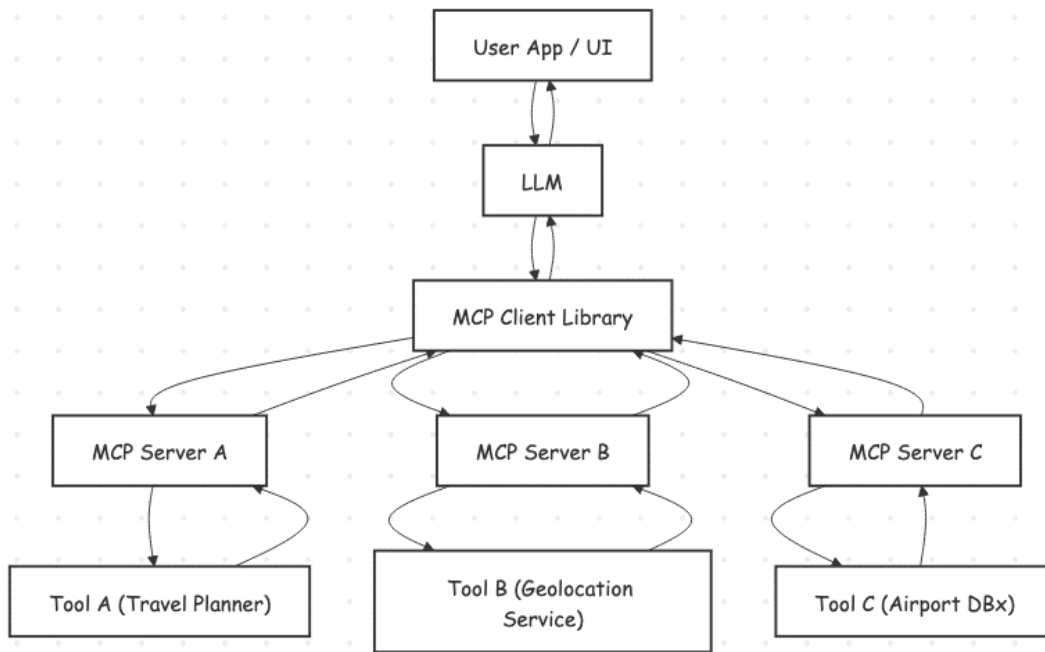 User App / UI
LLM
MCP Client Library
MCP Server A
MCP Server B
MCP Server C
Tool A (Travel Planner)
Tool B (Geolocation
Service)
Tool C (Airport DBx)